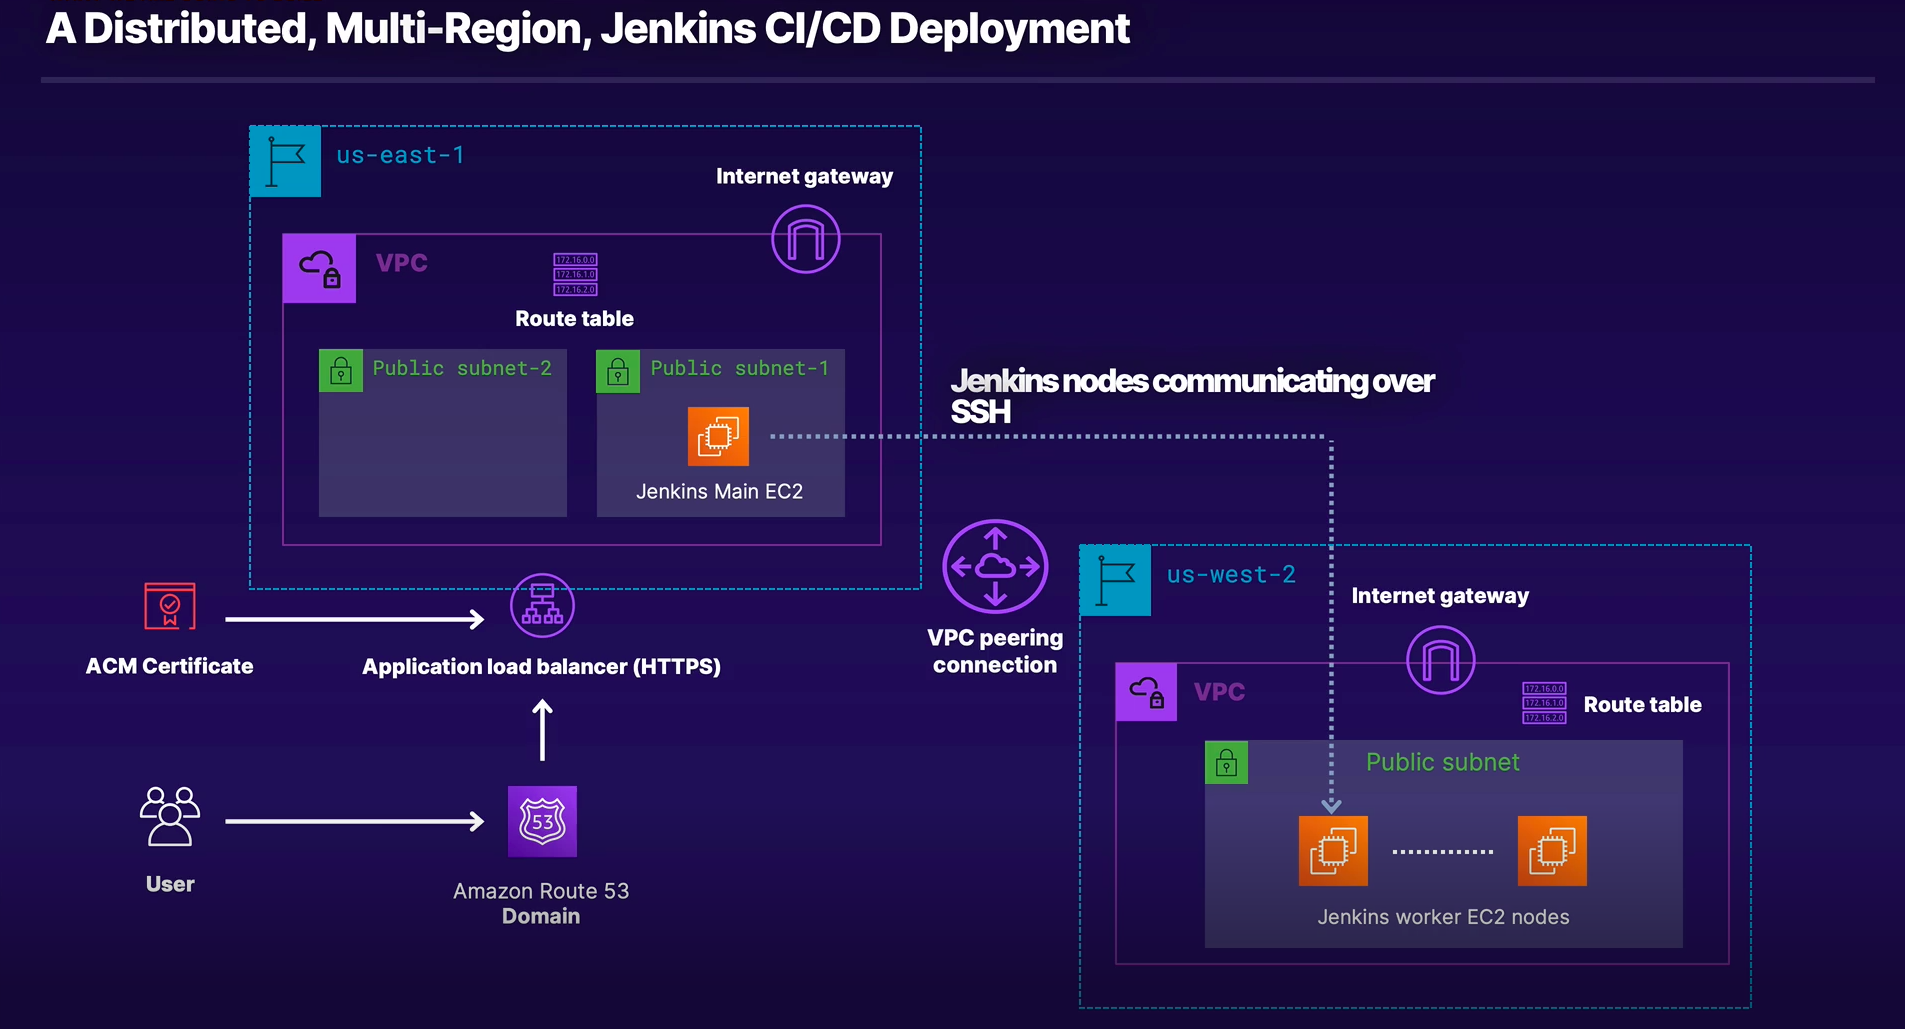 A Distributed, Multi-Region, Jenkins CI/CD Deployment
us-east-1
Internet gateway
VPC
172.16.0.0
172.16.1.0
172.16.2.0
Route table
Public subnet-2
Public subnet-1
Jenkins Main EC2
Jenkins nodes communicating over
SSH
ACM Certificate
Application load balancer (HTTPS)
VPC peering
connection
User
53
Amazon Route 53
Domain
us-west-2
Internet gateway
VPC
172.16.0.0
172.16.1.0
172.16.2.0
Route table
Public subnet
Jenkins worker EC2 nodes